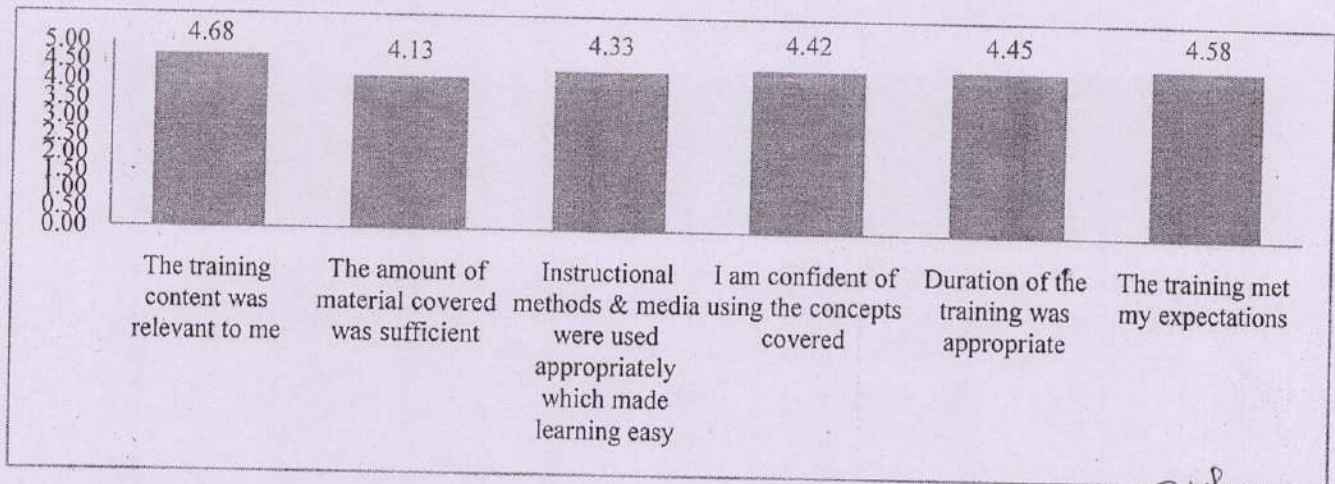 4.68
4.13
4.33
4.42
4.45
4.58
5.00
4.50
4.00
3.50
3.00
2.50
2.00
1.50
1.00
0.50
0.00
The training
content was
relevant to me
The amount of
material covered
was sufficient
Instructional
methods & media
were used
appropriately
which made
learning easy
I am confident of
using the concepts
covered
Duration of the
training was
appropriate
The training met
my expectations